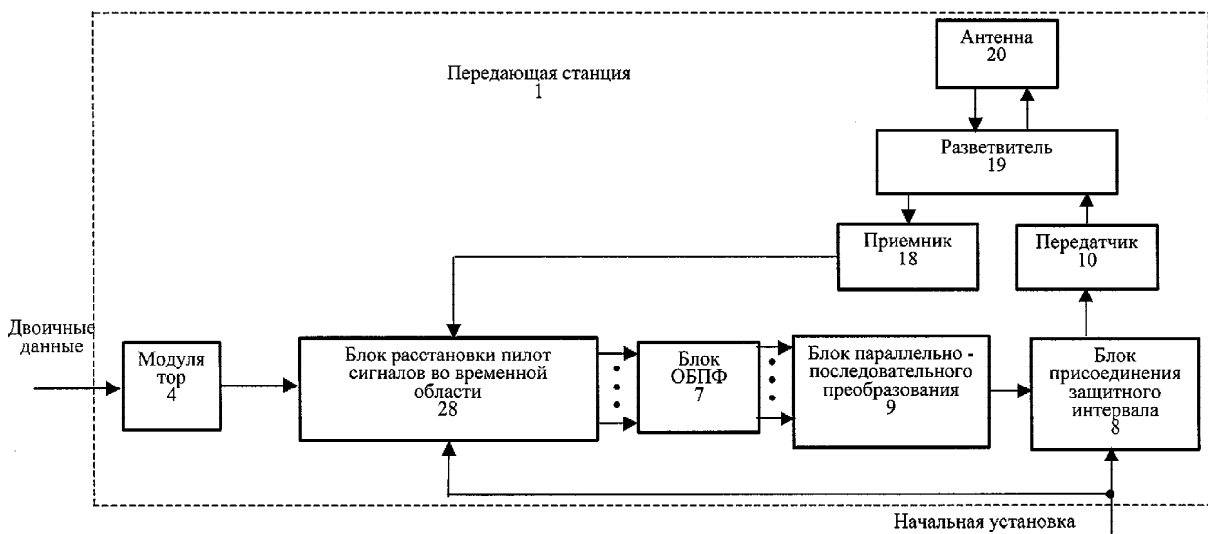 Антенна
20
Передающая станция
1
Разветвитель
19
Приемник
18
Передатчик
10
Двоичные
данные
Модуля
тор
4
Блок расстановки пилот
сигналов во временной
области
28
Блок
ОБПФ
7
Блок параллельно -
последовательного
преобразования
9
Блок
присоединения
защитного
интервала
8
Начальная установка